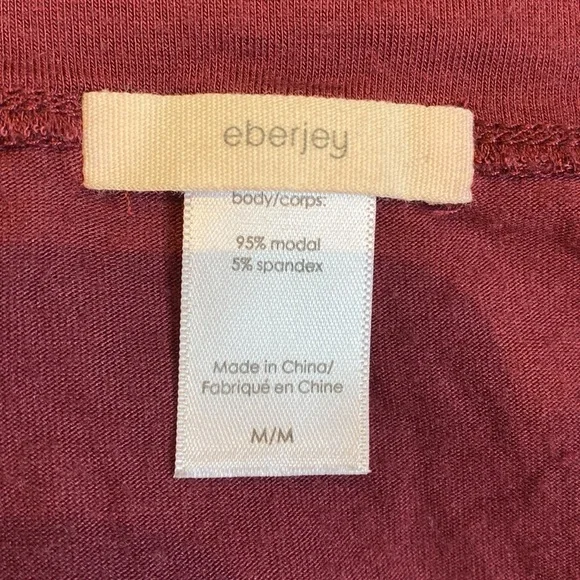 eberjey
body/corps:
95% modal
5% spandex
Made in China/
Fabriqué en Chine
M/M